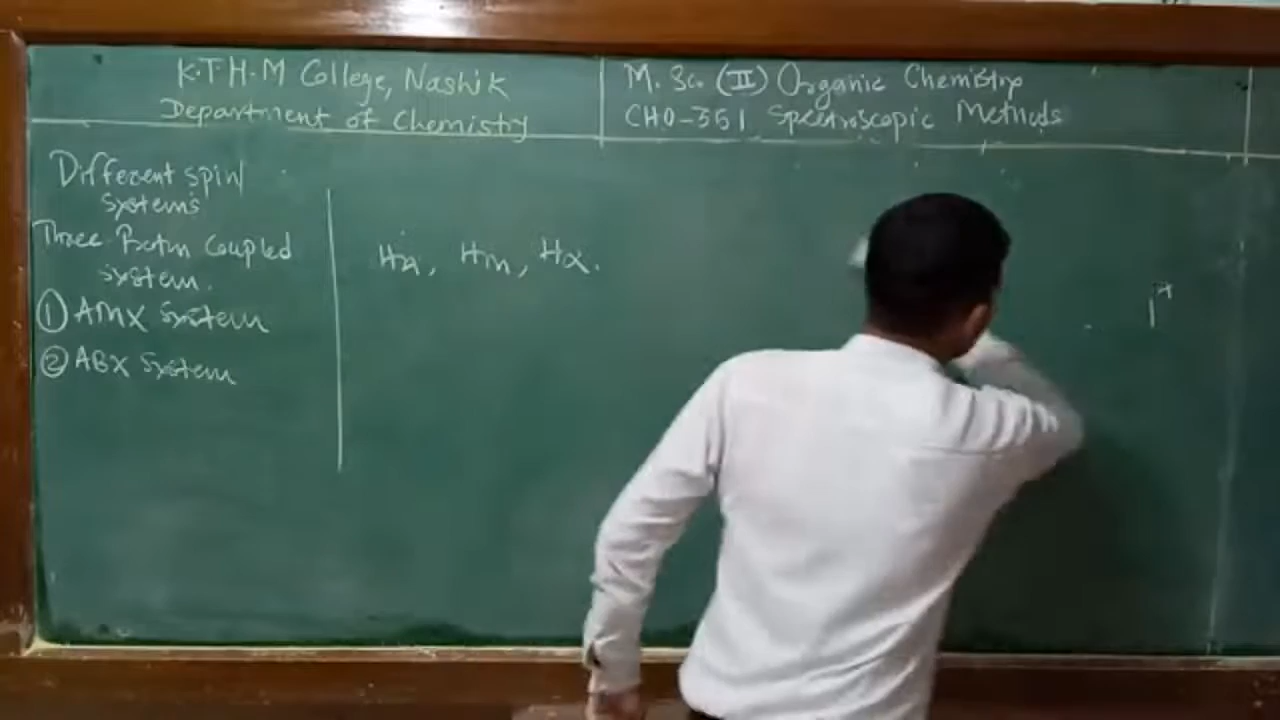 K.T.H.M College, Nashik
Department of Chemistry
M.Sc. (II) Organic Chemistry
CHO-351 Spectroscopic Methods
Different spin
systems
Three Proton Coupled
system.
① AMX System
② ABX System
Ha, Hm, Hx.